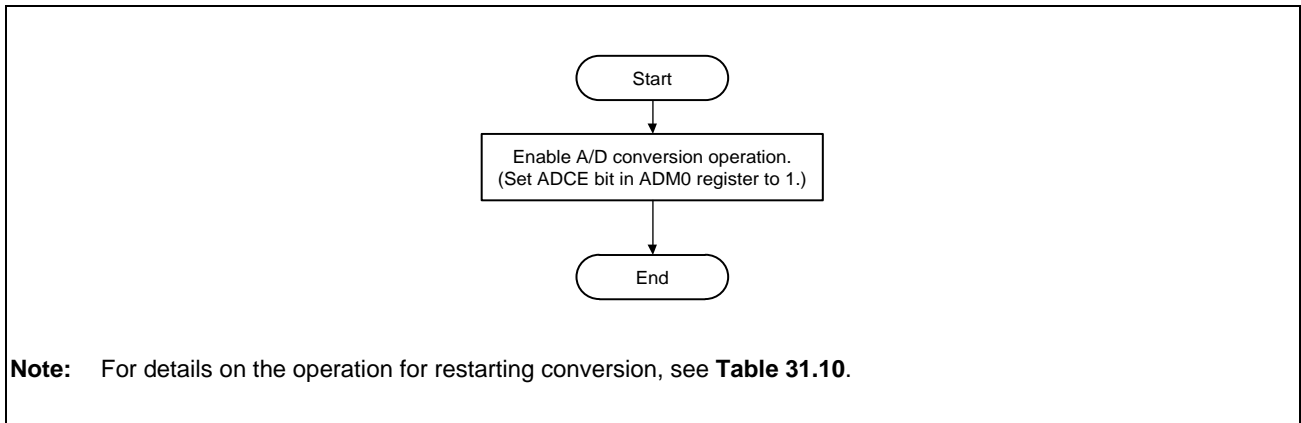 Start
Enable A/D conversion operation.
(Set ADCE bit in ADM0 register to 1.)
End
Note: For details on the operation for restarting conversion, see Table 31.10.